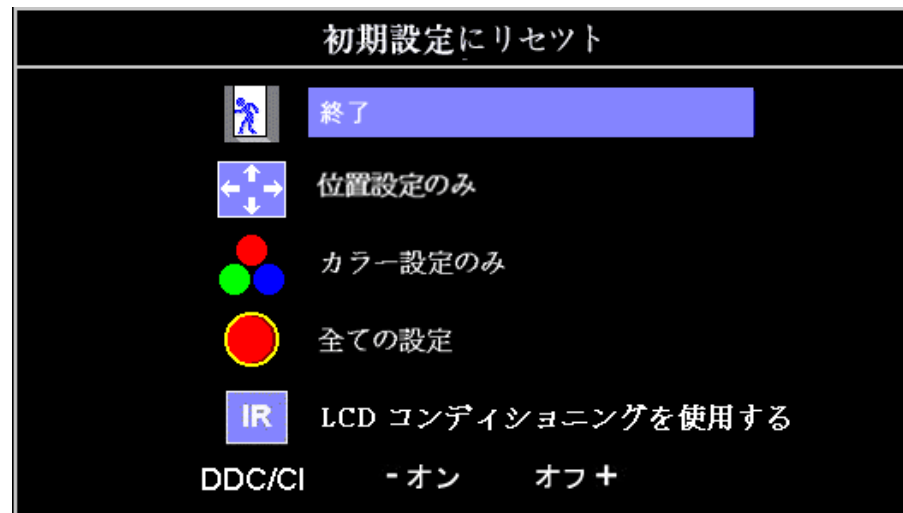 初期設定にリセツト
終了
位置設定のみ
カラー設定のみ
全ての設定
IR LCD コンディショニングを使用する
DDC/CI - オン オフ +